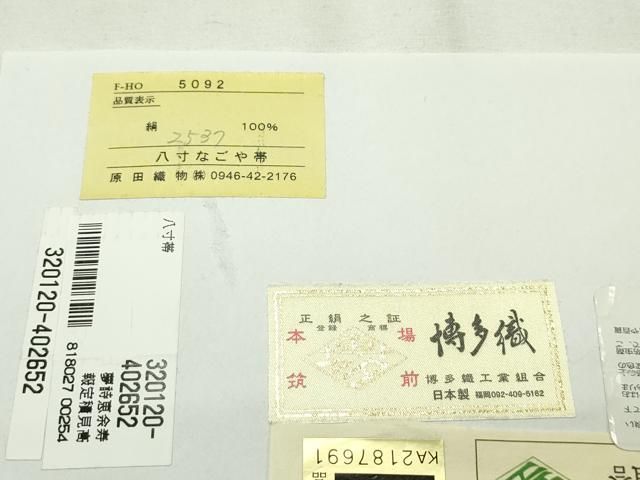 F-HO 5092
品質表示
絹 100%
2537
八寸なごや帯
原田織物㈱ 0946-42-2176
八寸帯
320120-402652
320120-
402652
818027 00254
正絹之証
登録 商標
本場
筑前
博多織
博多織工業組合
日本製 福岡092-409-5162
KA2187691